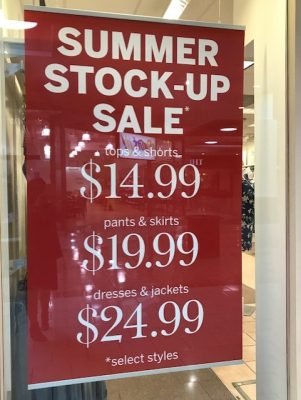 SUMMER
STOCK-UP
SALE*
tops & shorts
$14.99
pants & skirts
$19.99
dresses & jackets
$24.99
*select styles